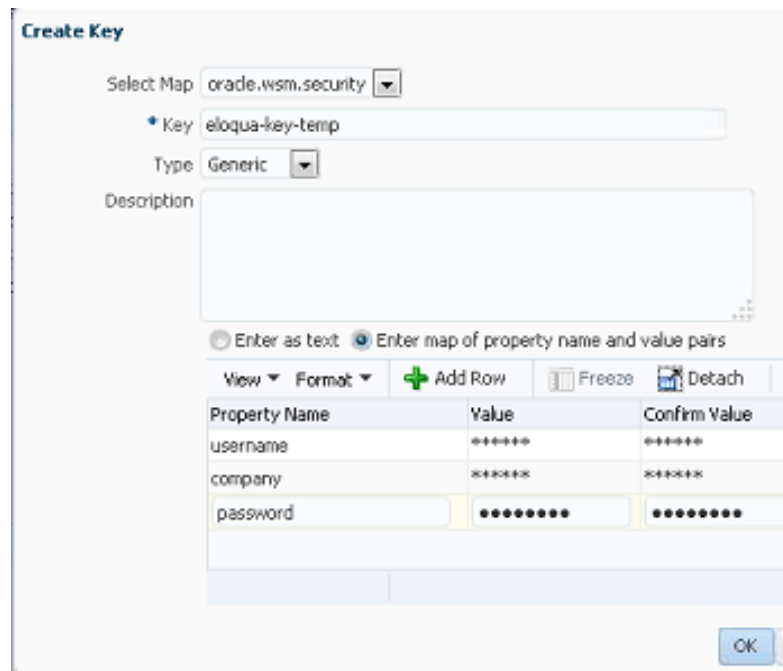 Create Key
Select Map oracle.wsm.security
* Key eloqua-key-temp
Type Generic
Description
Enter as text Enter map of property name and value pairs
View Format Add Row Freeze Detach
Property Name Value Confirm Value
username ****** ******
company ****** ******
password •••••••• ••••••••
OK